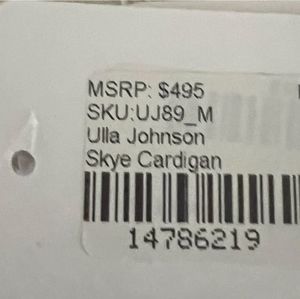 MSRP: $495
SKU:UJ89_M
Ulla Johnson
Skye Cardigan
14786219